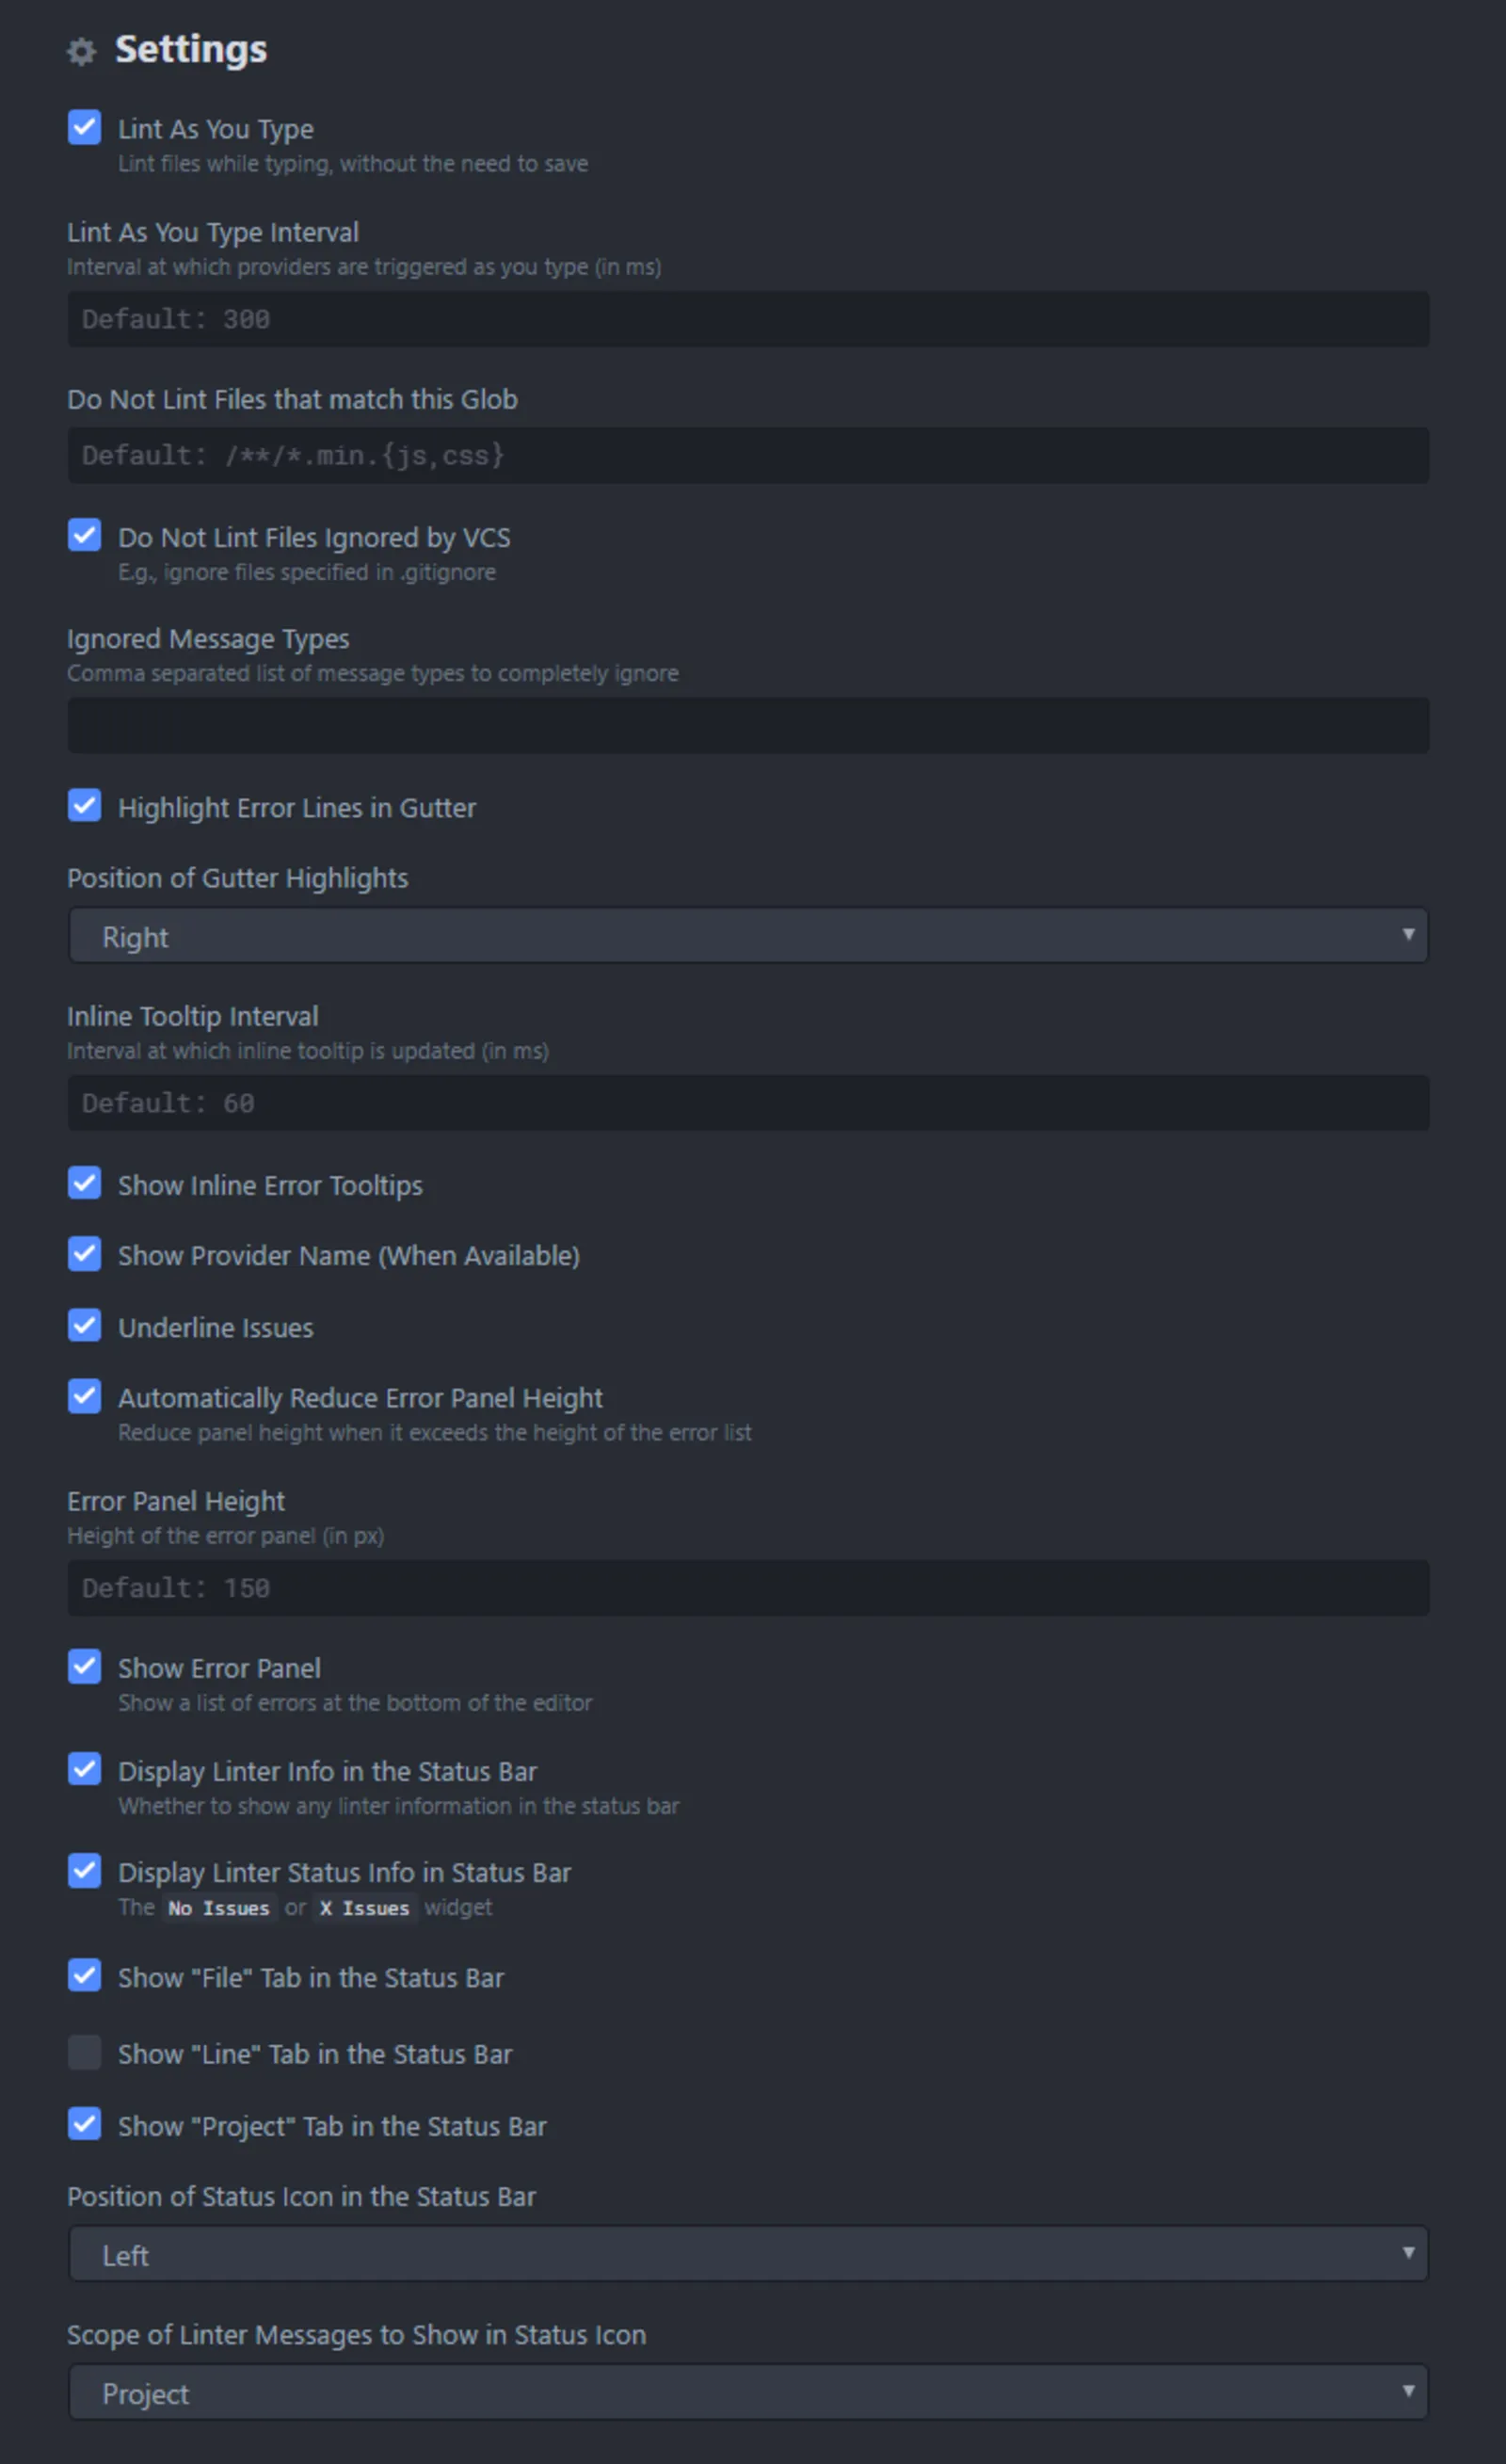 Settings
Lint As You Type
Lint files while typing, without the need to save
Lint As You Type Interval
Interval at which providers are triggered as you type (in ms)
Default: 300
Do Not Lint Files that match this Glob
Default: /**/*.min.{js,css}
Do Not Lint Files Ignored by VCS
E.g., ignore files specified in .gitignore
Ignored Message Types
Comma separated list of message types to completely ignore
Highlight Error Lines in Gutter
Position of Gutter Highlights
Right
Inline Tooltip Interval
Interval at which inline tooltip is updated (in ms)
Default: 60
Show Inline Error Tooltips
Show Provider Name (When Available)
Underline Issues
Automatically Reduce Error Panel Height
Reduce panel height when it exceeds the height of the error list
Error Panel Height
Height of the error panel (in px)
Default: 150
Show Error Panel
Show a list of errors at the bottom of the editor
Display Linter Info in the Status Bar
Whether to show any linter information in the status bar
Display Linter Status Info in Status Bar
The No Issues or X Issues widget
Show "File" Tab in the Status Bar
Show "Line" Tab in the Status Bar
Show "Project" Tab in the Status Bar
Position of Status Icon in the Status Bar
Left
Scope of Linter Messages to Show in Status Icon
Project